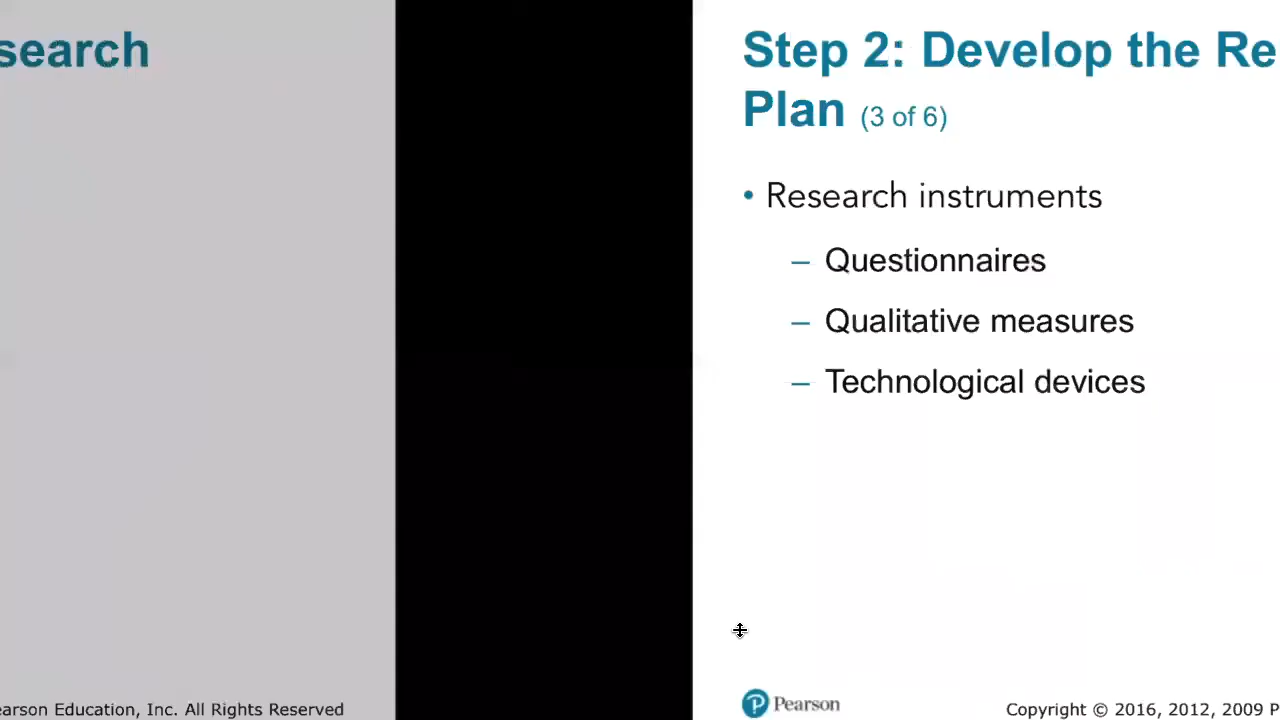 search
earson Education, Inc. All Rights Reserved
Step 2: Develop the Re
Plan (3 of 6)
• Research instruments
– Questionnaires
– Qualitative measures
– Technological devices
Pearson
Copyright © 2016, 2012, 2009 P